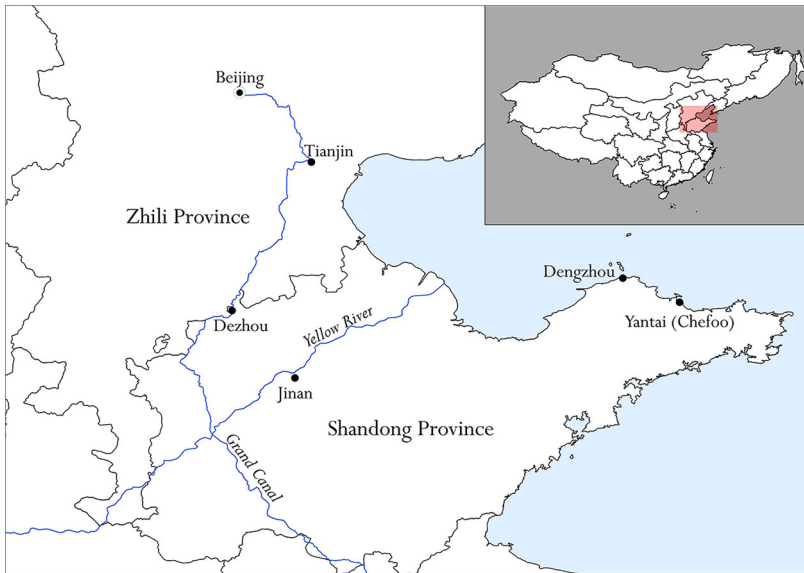 Beijing
Tianjin
Zhili Province
Dengzhou
Yantai (Chefoo)
Dezhou
Yellow River
Jinan
Shandong Province
Grand Canal